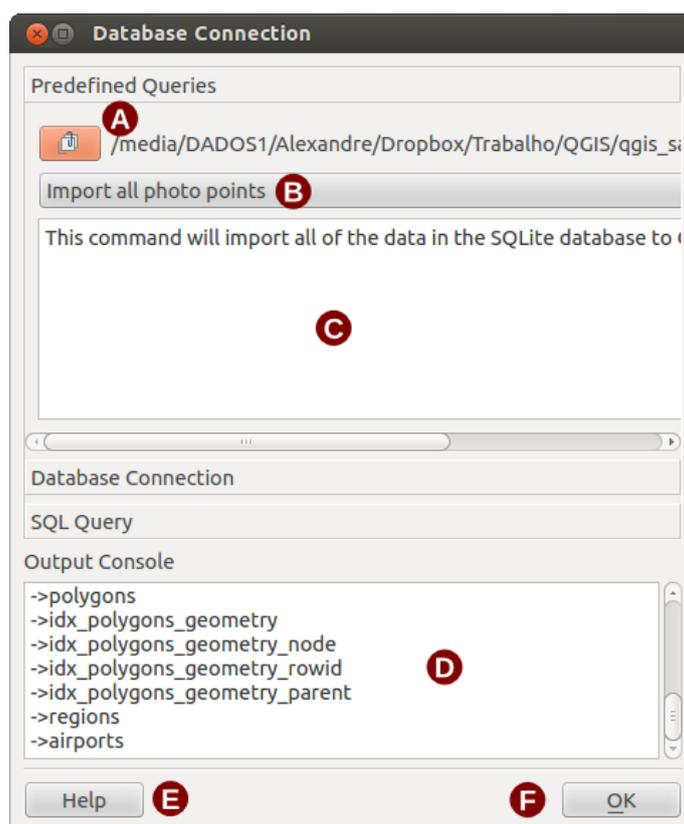 Database Connection
Predefined Queries
A
/media/DADOS1/Alexandre/Dropbox/Trabalho/QGIS/qgis_sa
Import all photo points B
This command will import all of the data in the SQLite database to
C
Database Connection
SQL Query
Output Console
->polygons
->idx_polygons_geometry
->idx_polygons_geometry_node
->idx_polygons_geometry_rowid
->idx_polygons_geometry_parent
->regions
->airports
D
Help E F OK